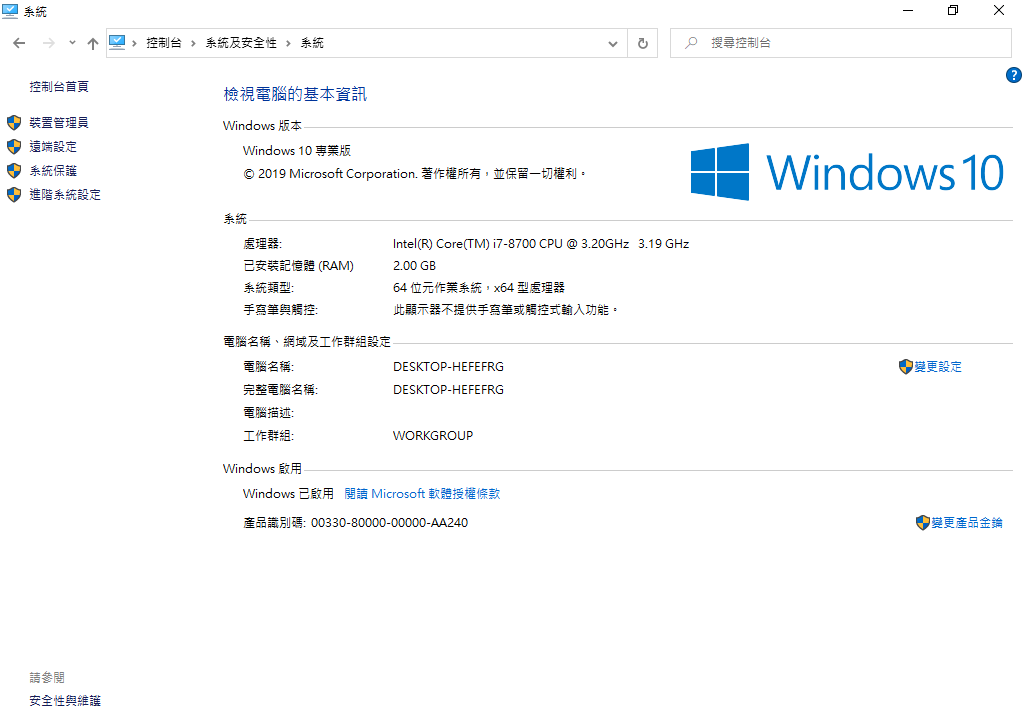 系統
控制台 › 系統及安全性 › 系統
搜尋控制台
控制台首頁
裝置管理員
遠端設定
系統保護
進階系統設定
檢視電腦的基本資訊
Windows 版本
Windows 10 專業版
© 2019 Microsoft Corporation. 著作權所有，並保留一切權利。
Windows 10
系統
處理器: Intel(R) Core(TM) i7-8700 CPU @ 3.20GHz 3.19 GHz
已安裝記憶體 (RAM) 2.00 GB
系統類型: 64 位元作業系統，x64 型處理器
手寫筆與觸控: 此顯示器不提供手寫筆或觸控式輸入功能。
電腦名稱、網域及工作群組設定
電腦名稱: DESKTOP-HEFEFRG 變更設定
完整電腦名稱: DESKTOP-HEFEFRG
電腦描述:
工作群組: WORKGROUP
Windows 啟用
Windows 已啟用 閱讀 Microsoft 軟體授權條款
產品識別碼: 00330-80000-00000-AA240 變更產品金鑰
請參閱
安全性與維護